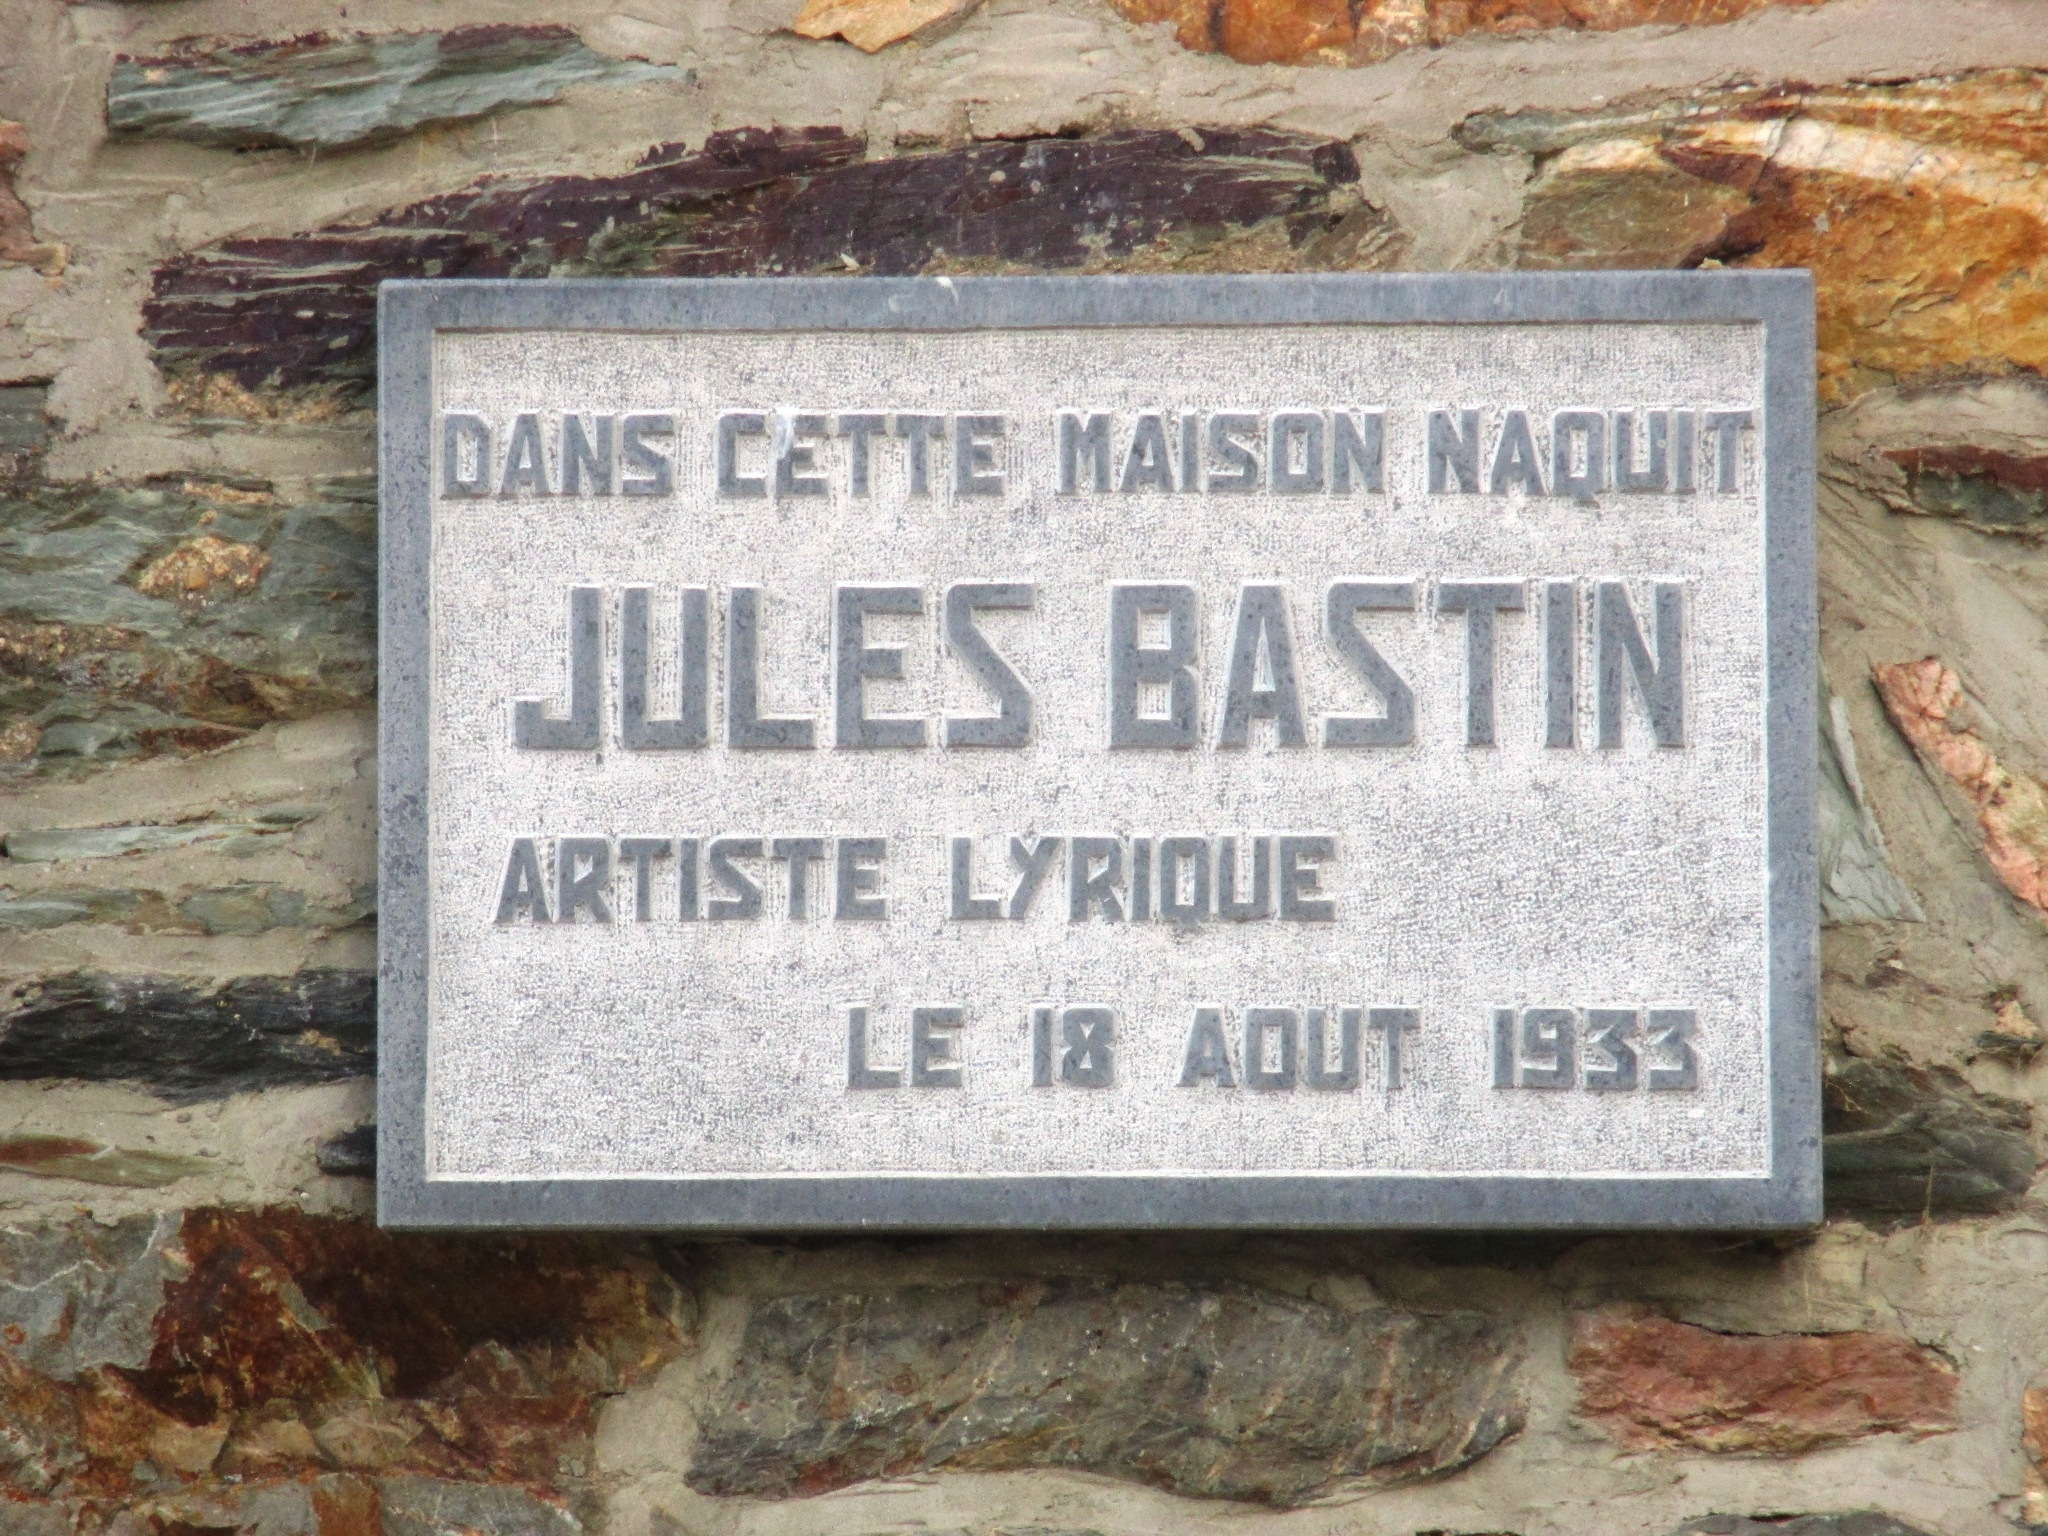 DANS CETTE MAISON NAQUIT
JULES BASTIN
ARTISTE LYRIQUE
LE 18 AOUT 1933